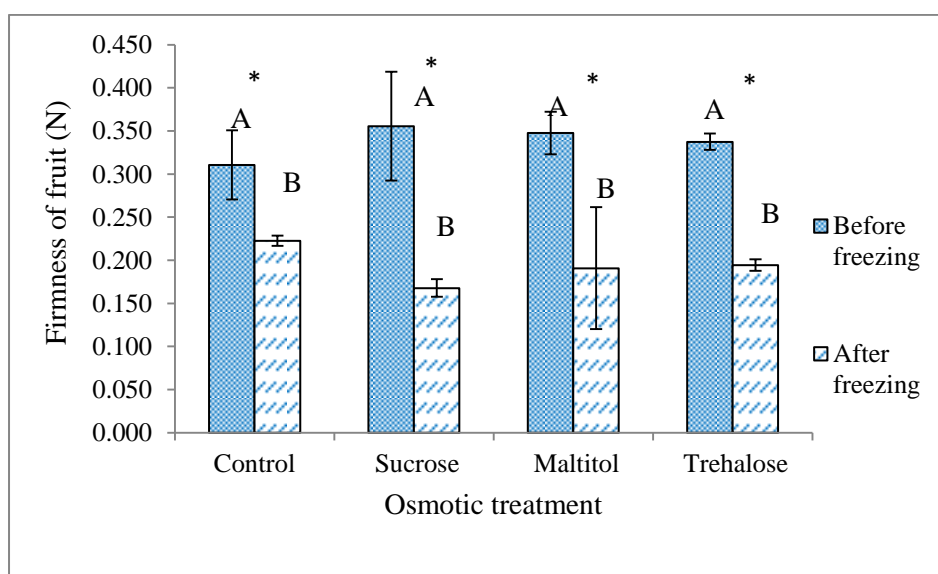 0.450
0.400
0.350
0.300
0.250
0.200
0.150
0.100
0.050
0.000
Firmness of fruit (N)
* * * *
A A A A
B B B B
Control Sucrose Maltitol Trehalose
Osmotic treatment
Before
freezing
After
freezing